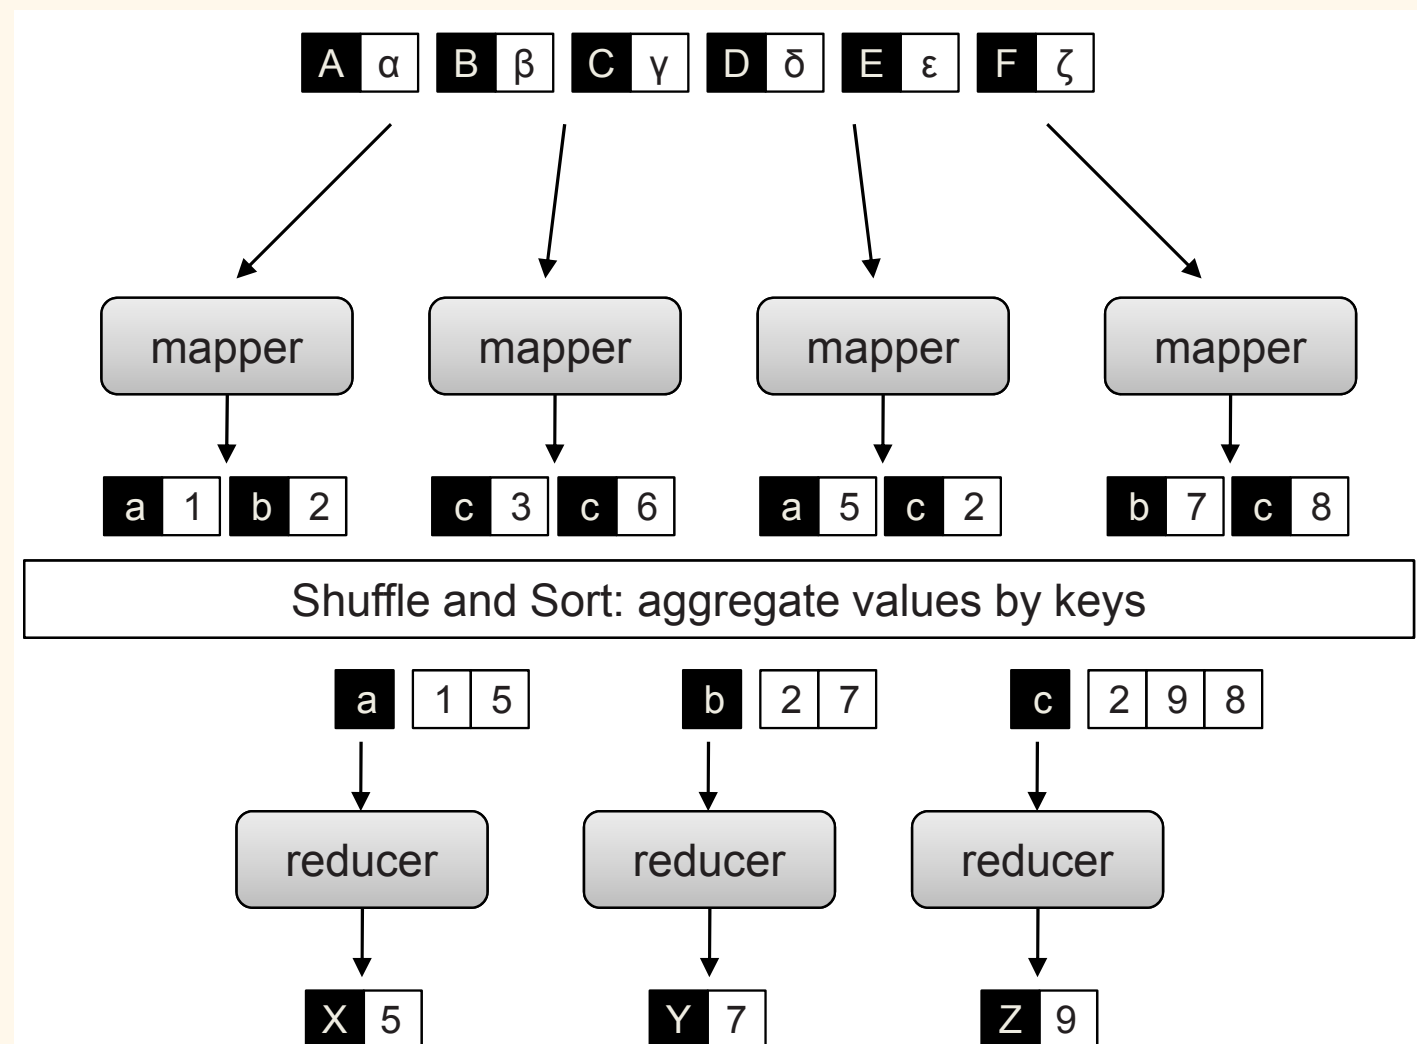 A α B β C γ D δ E ε F ζ
mapper mapper mapper mapper
a 1 b 2 c 3 c 6 a 5 c 2 b 7 c 8
Shuffle and Sort: aggregate values by keys
a 1 5 b 2 7 c 2 9 8
reducer reducer reducer
X 5 Y 7 Z 9